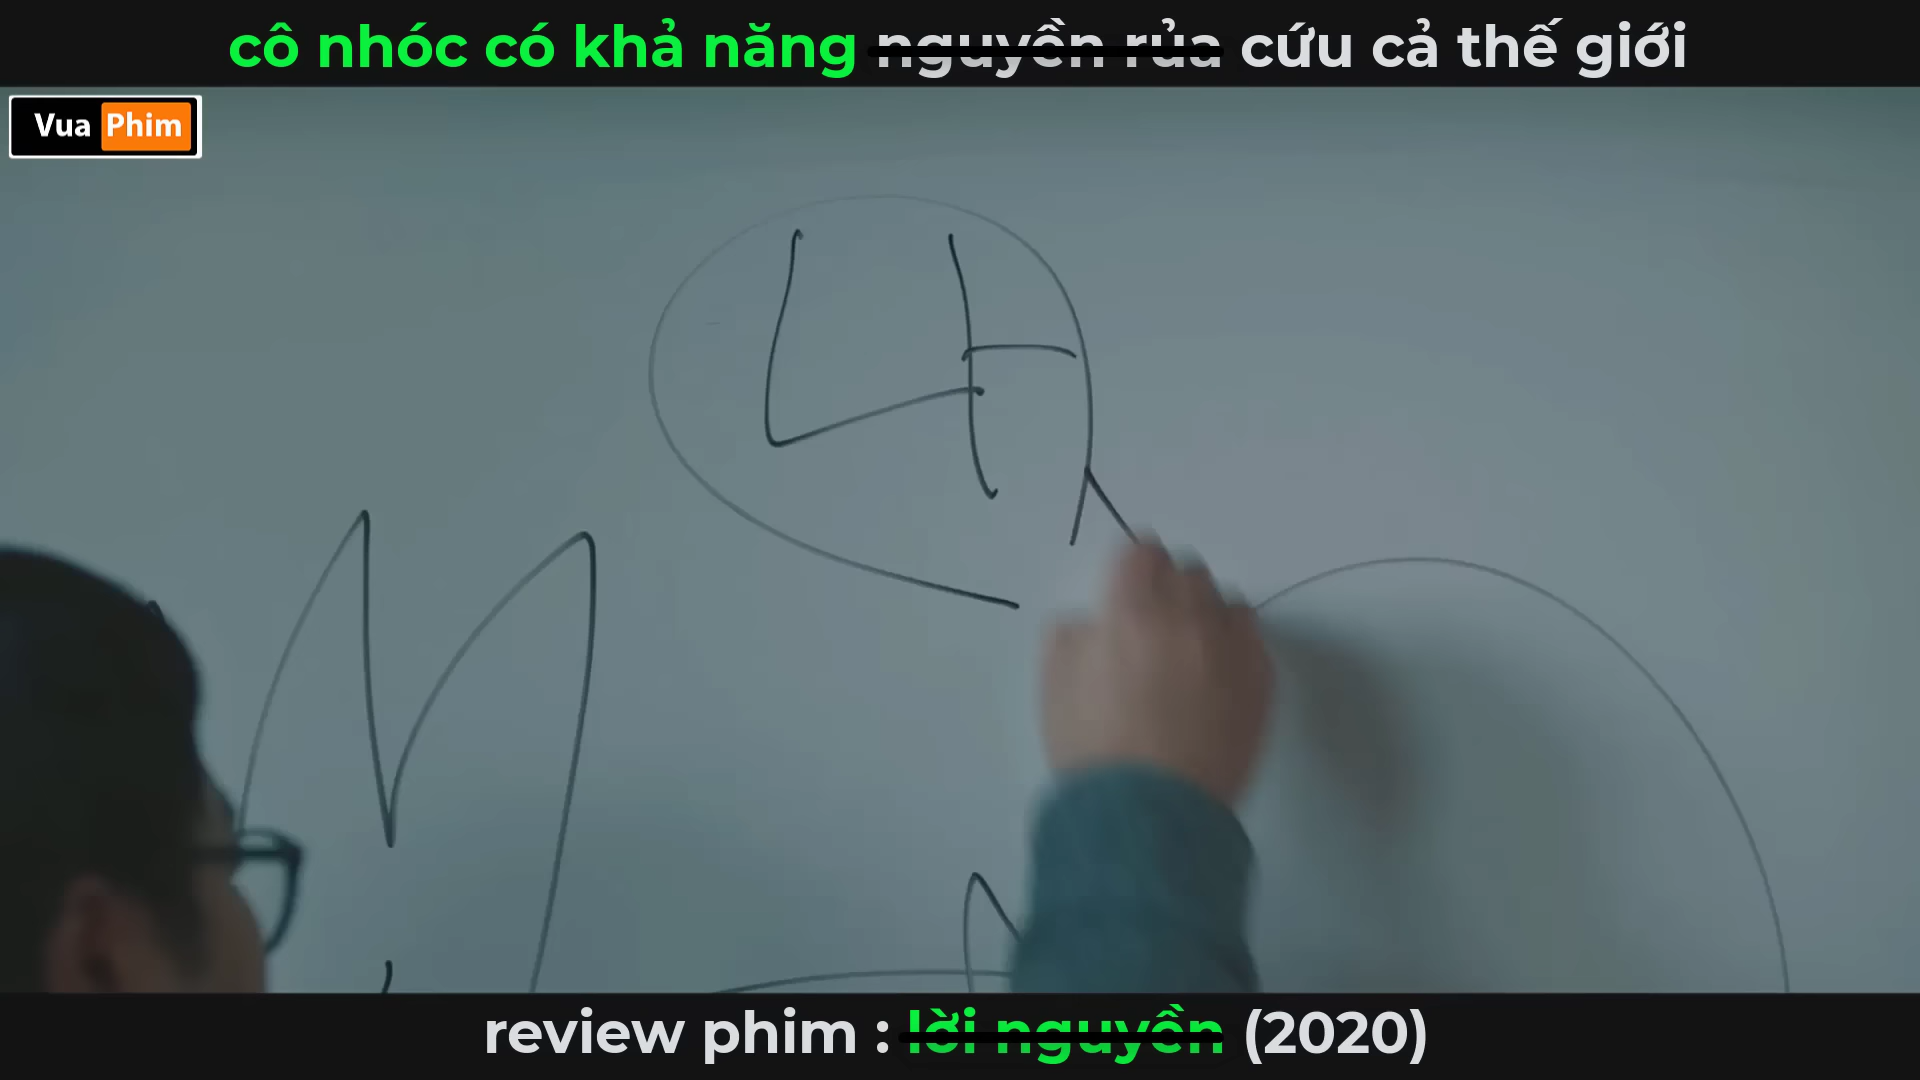 cô nhóc có khả năng nguyền rủa cứu cả thế giới
Vua Phim
review phim : lời nguyền (2020)